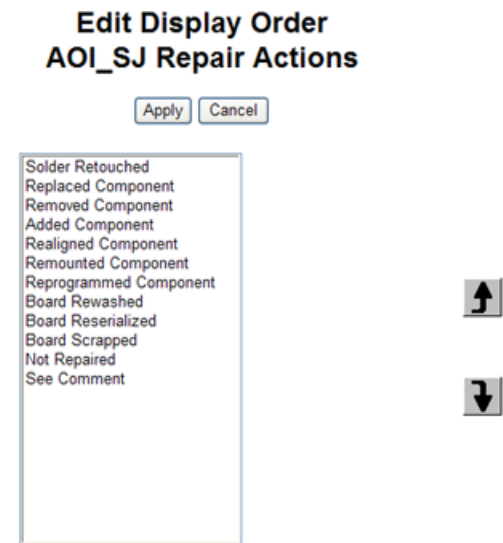 Edit Display Order
AOI_SJ Repair Actions
Apply Cancel
Solder Retouched
Replaced Component
Removed Component
Added Component
Realigned Component
Remounted Component
Reprogrammed Component
Board Rewashed
Board Reserialized
Board Scrapped
Not Repaired
See Comment